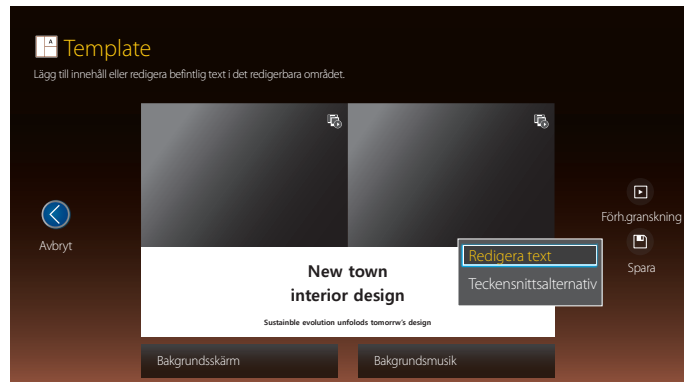 Template
Lägg till innehåll eller redigera befintlig text i det redigerbara området.
Avbryt
Förh.granskning
Spara
Redigera text
Teckensnittsalternativ
New town
interior design
Sustainble evolution unfolods tomorrw's design
Bakgrundsskärm
Bakgrundsmusik